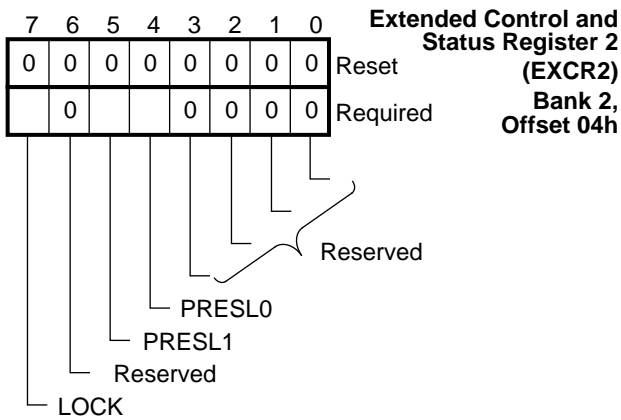 7 6 5 4 3 2 1 0
Extended Control and
Status Register 2
(EXCR2)
Bank 2,
Offset 04h
0 0 0 0 0 0 0 0 Reset
0 0 0 0 0 Required
Reserved
PRESL0
PRESL1
Reserved
LOCK